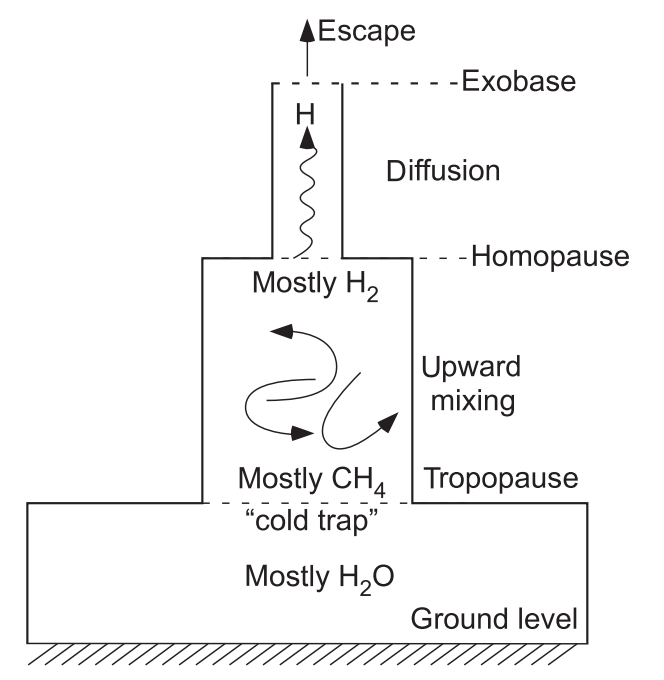 Escape
Exobase
H
Diffusion
Homopause
Mostly H₂
Upward
mixing
Mostly CH₄
Tropopause
“cold trap”
Mostly H₂O
Ground level